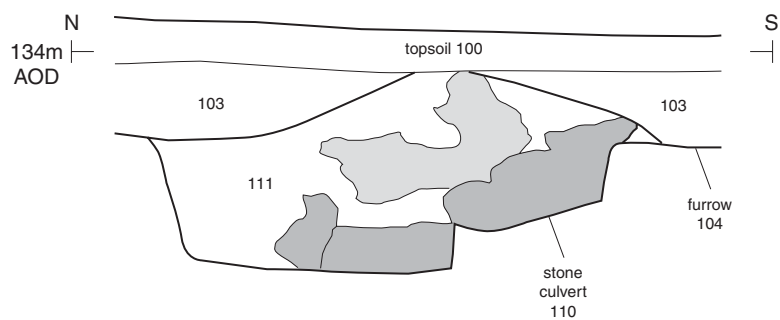 N
S
134m
AOD
topsoil 100
103
103
111
furrow
104
stone
culvert
110